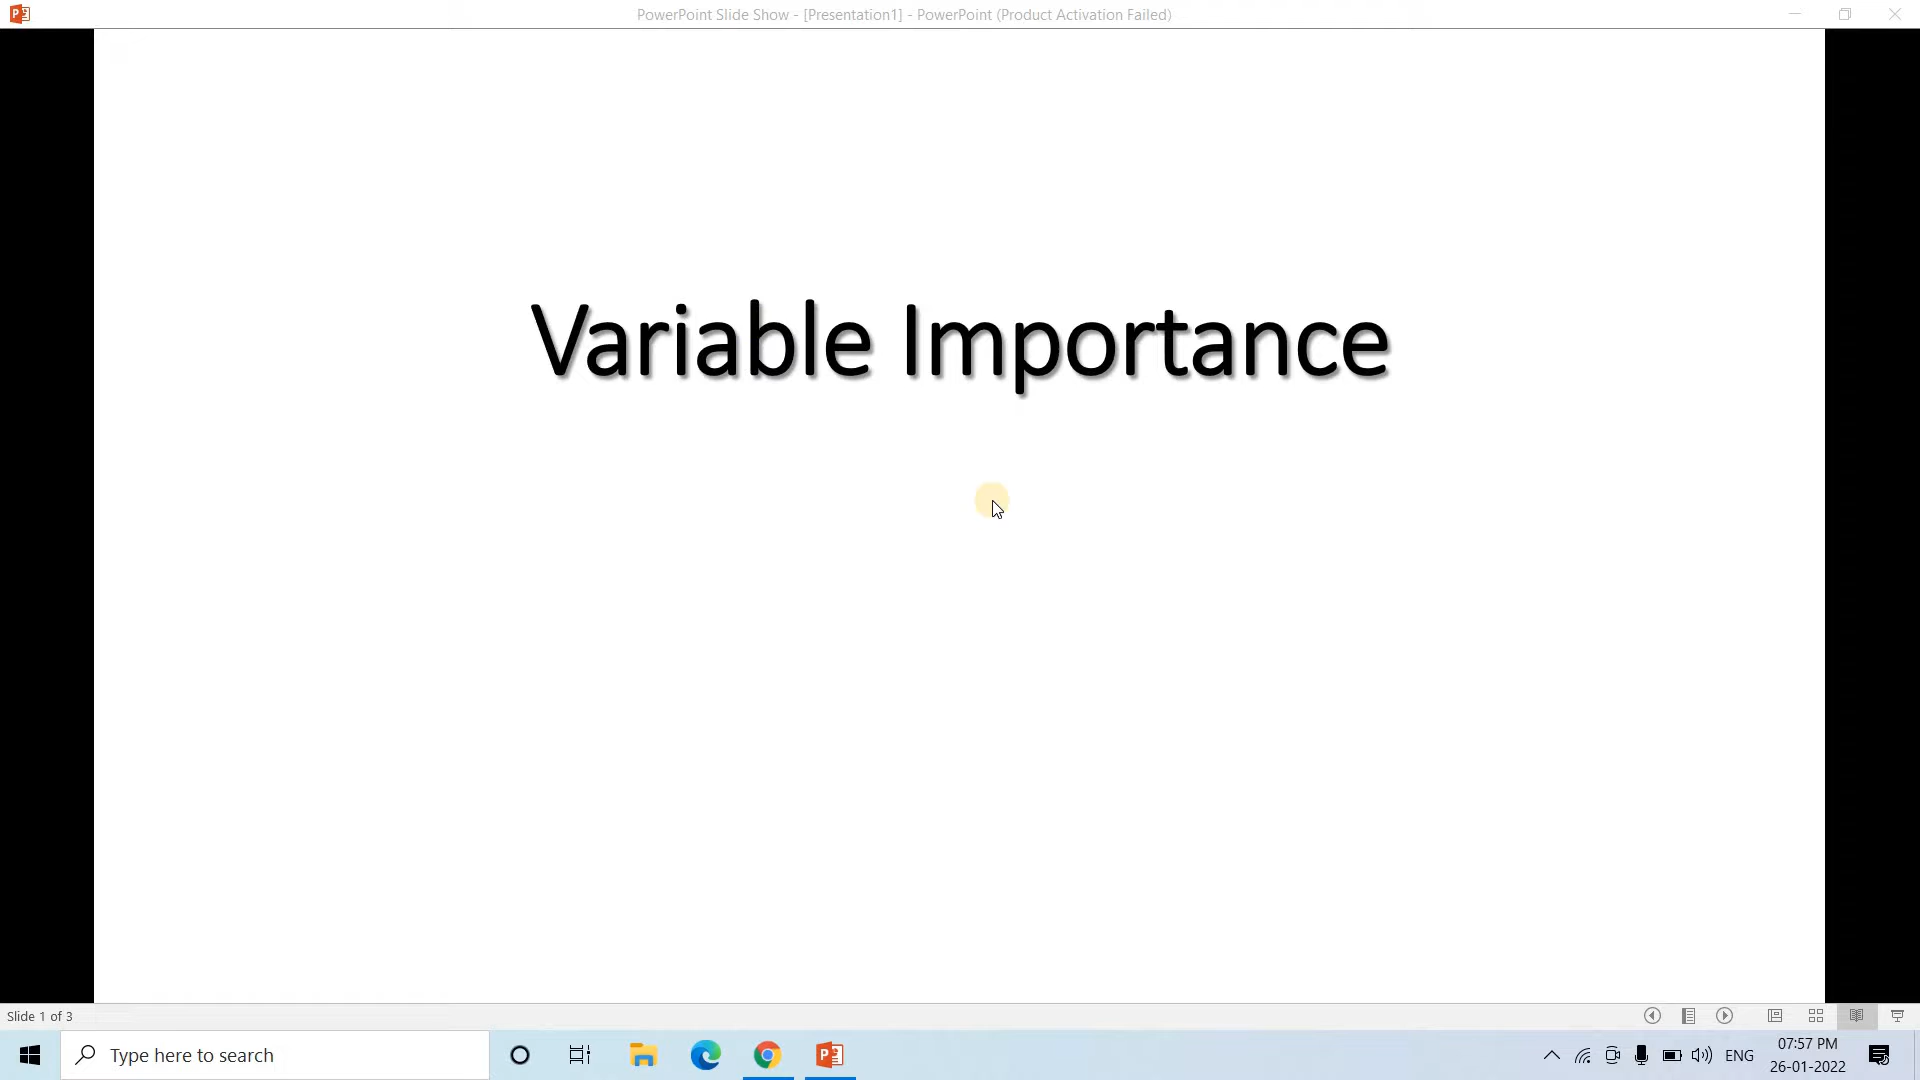 PowerPoint Slide Show - [Presentation1] - PowerPoint (Product Activation Failed)
Variable Importance
Slide 1 of 3
Type here to search
ENG
07:57 PM
26-01-2022